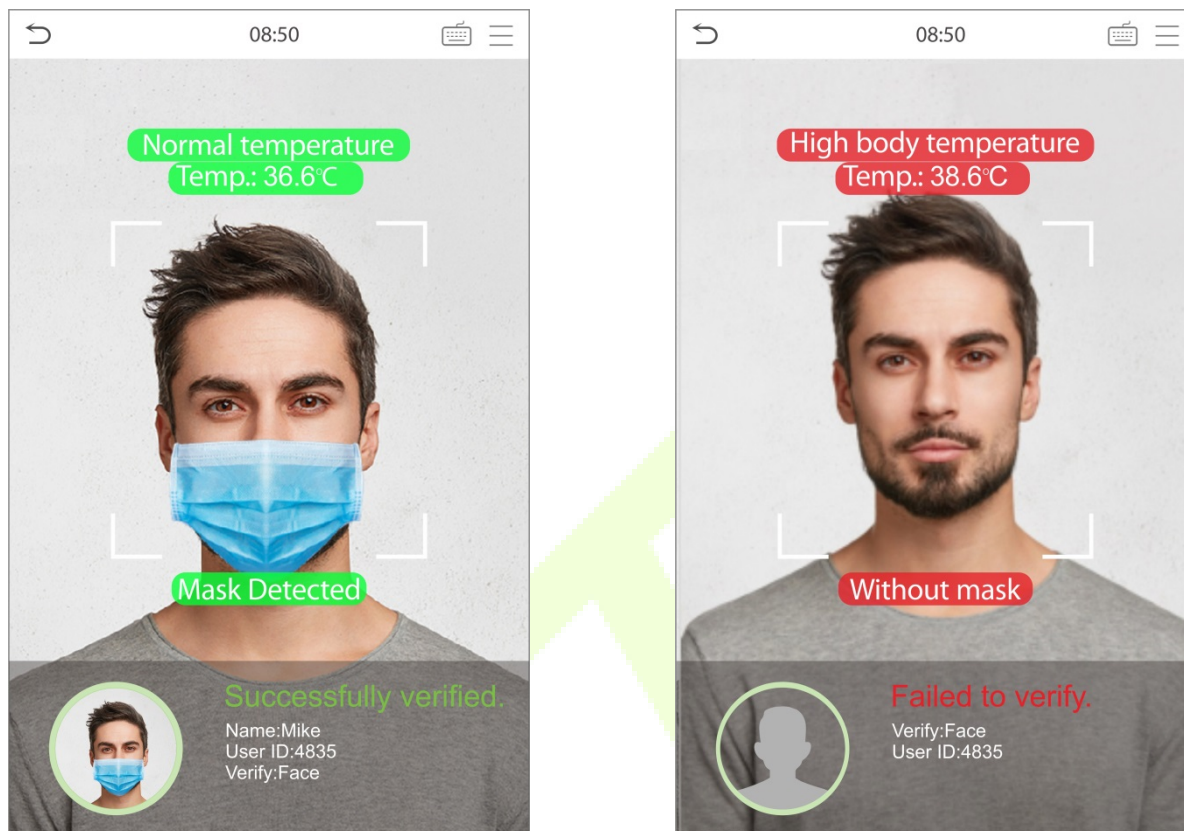 08:50
Normal temperature
Temp.: 36.6°C
Mask Detected
Successfully verified.
Name:Mike
User ID:4835
Verify:Face
08:50
High body temperature
Temp.: 38.6°C
Without mask
Failed to verify.
Verify:Face
User ID:4835